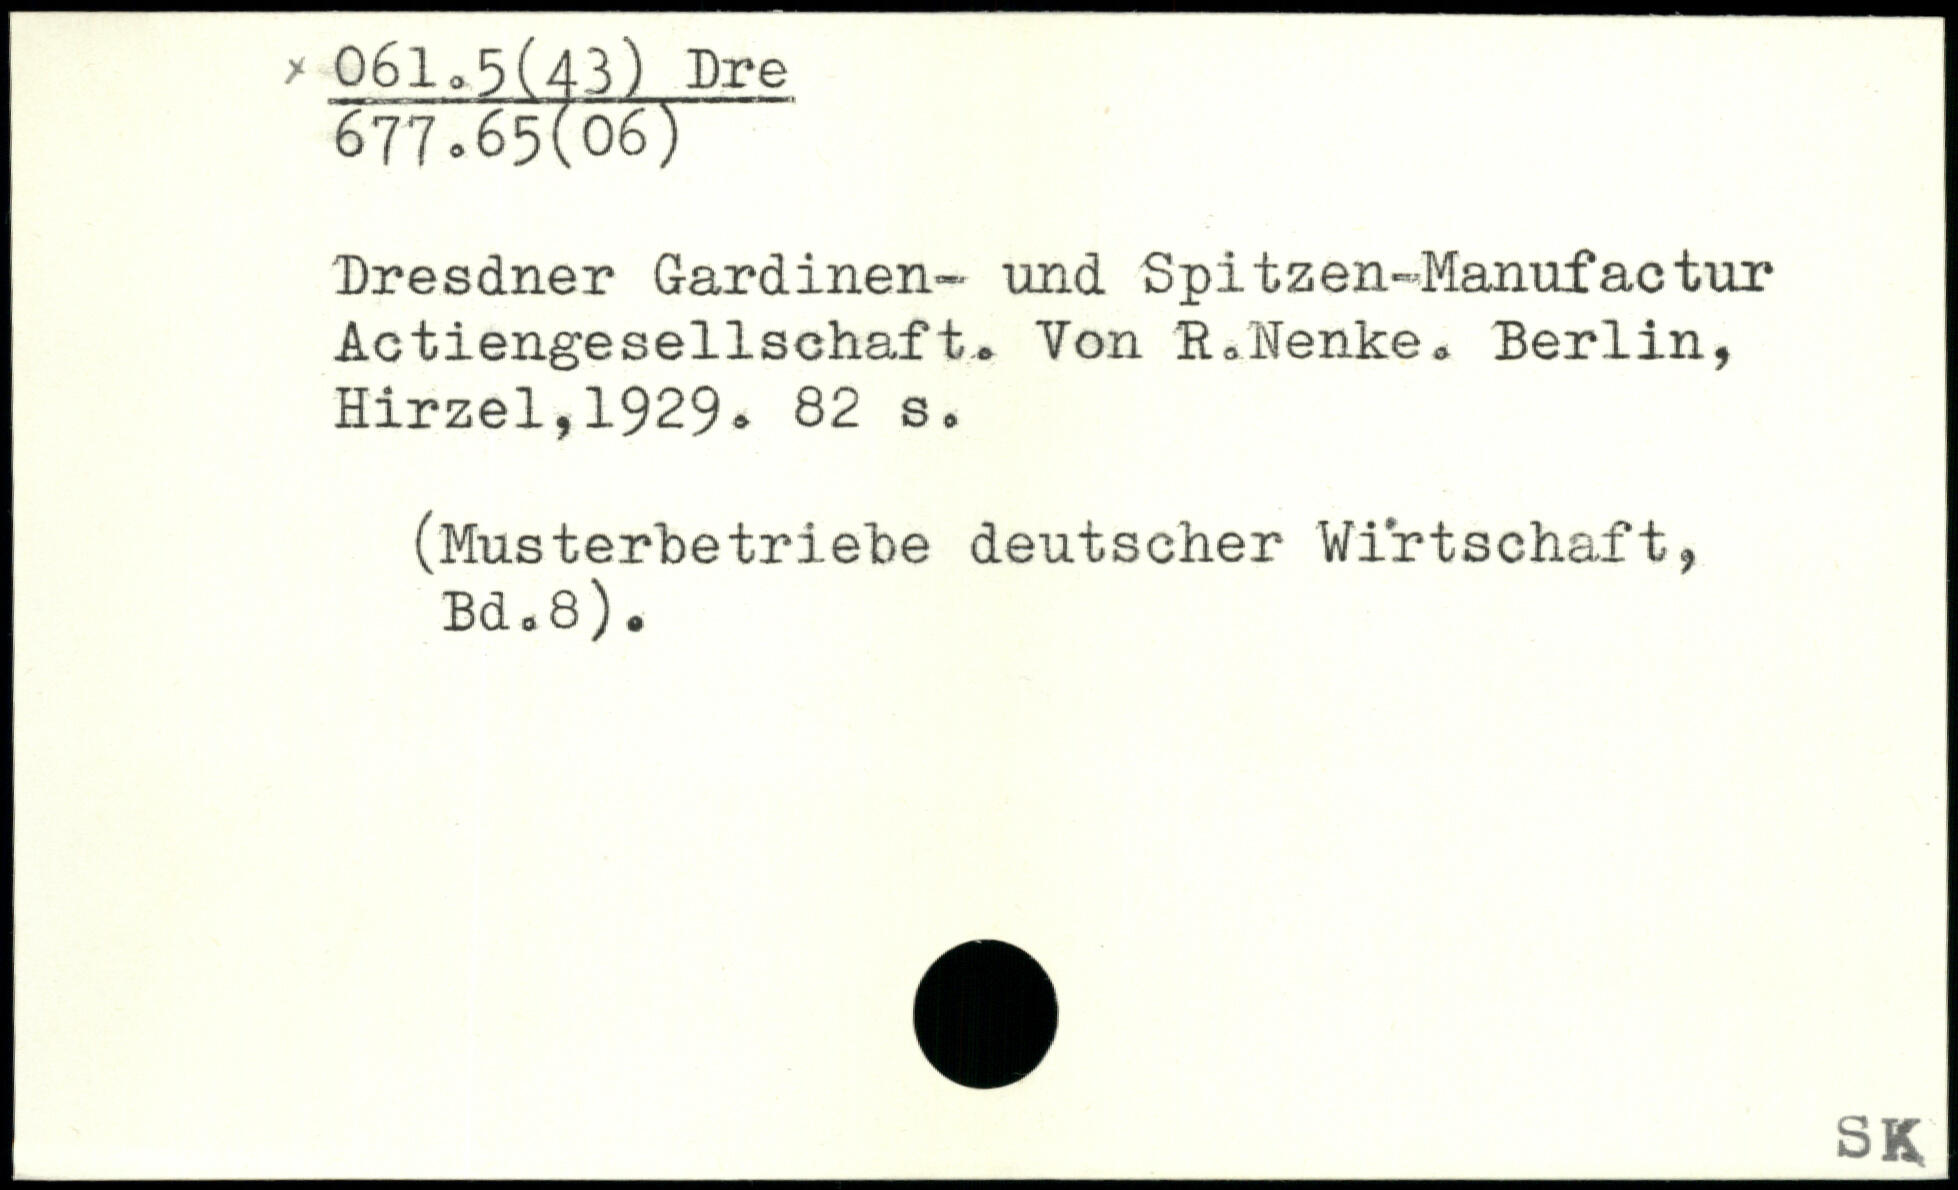 x 061.5(43) Dre
677.65(06)
Dresdner Gardinen- und Spitzen-Manufactur
Actiengesellschaft. Von R.Nenke. Berlin,
Hirzel,1929. 82 s.
(Musterbetriebe deutscher Wirtschaft,
Bd.8).
SK